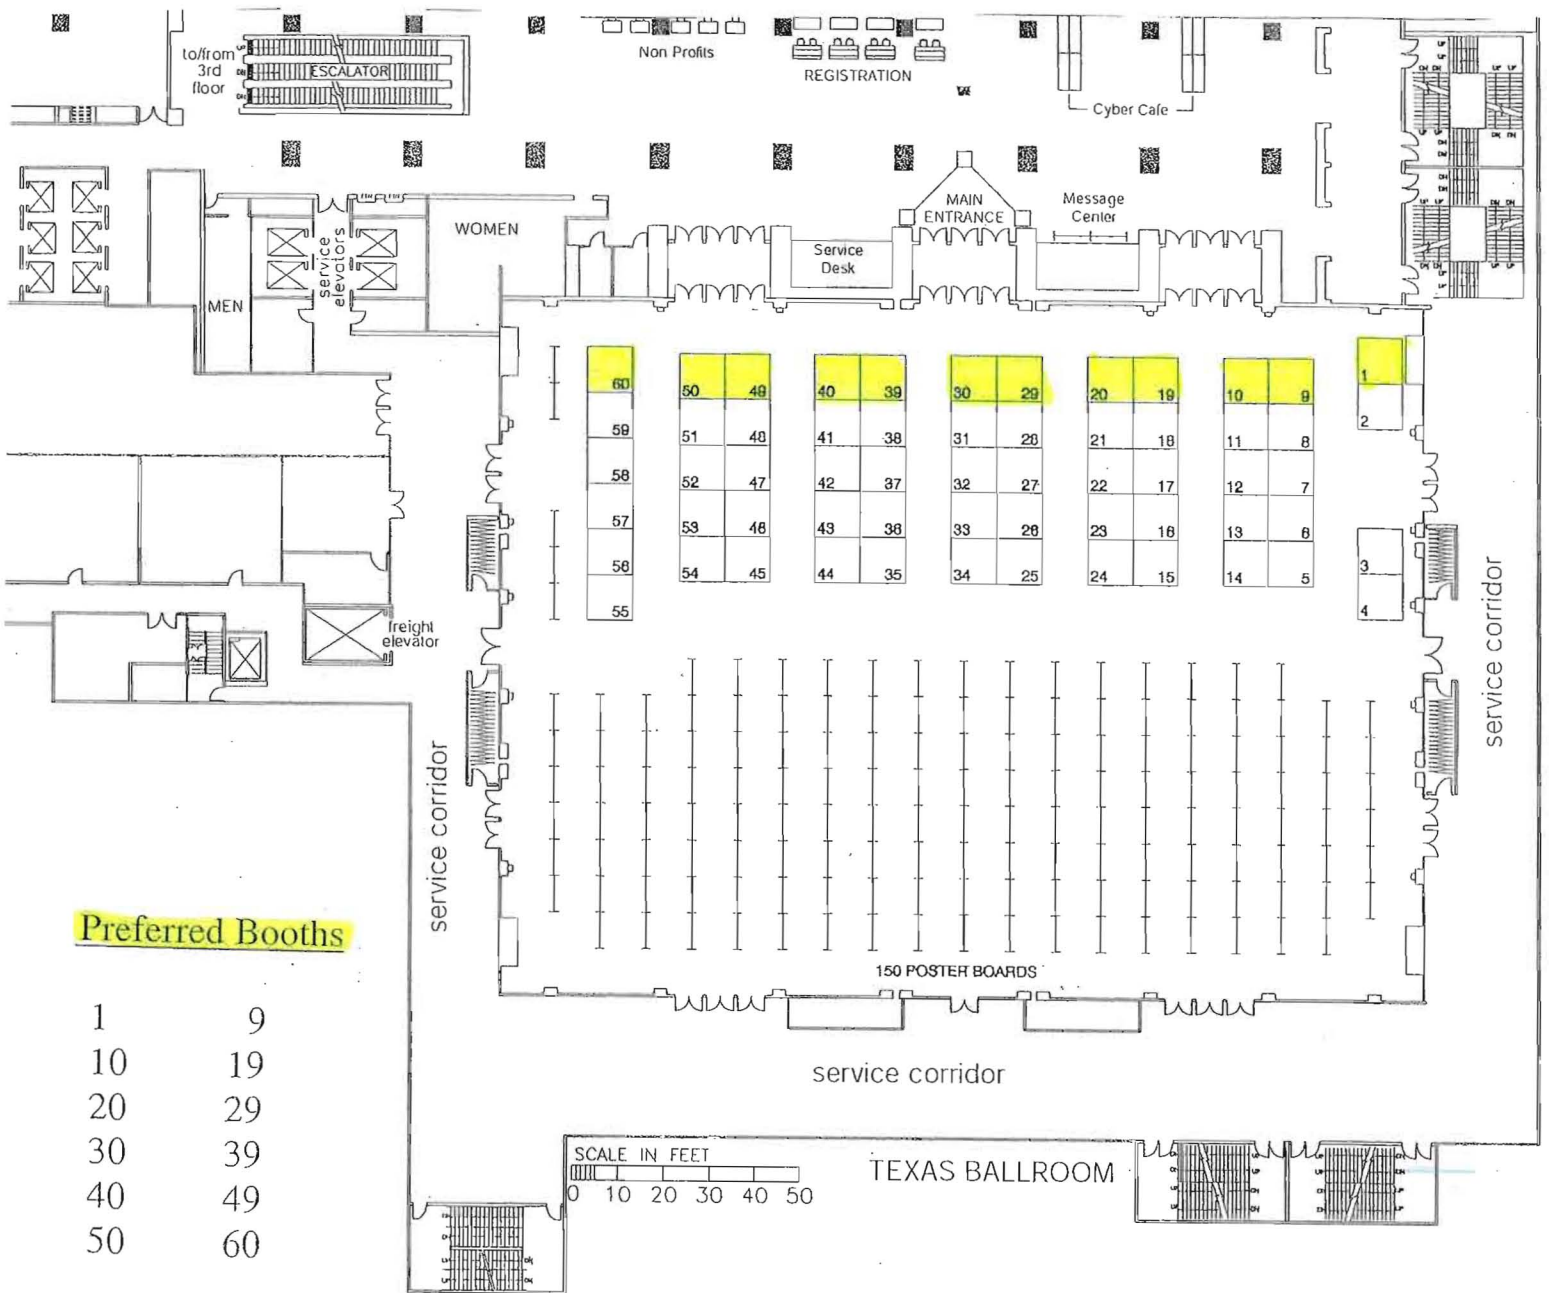 to/from
3rd
floor
ESCALATOR
Non Profits
REGISTRATION
Cyber Cafe
MEN
service
elevators
WOMEN
MAIN
ENTRANCE
Message
Center
Service
Desk
60 50 49 40 39 30 29 20 19 10 9 1
59 51 48 41 38 31 28 21 18 11 8 2
58 52 47 42 37 32 27 22 17 12 7
57 53 46 43 36 33 26 23 16 13 6 3
56 54 45 44 35 34 25 24 15 14 5 4
55
freight
elevator
service corridor
service corridor
150 POSTER BOARDS
service corridor
Preferred Booths
1 9
10 19
20 29
30 39
40 49
50 60
SCALE IN FEET
0 10 20 30 40 50
TEXAS BALLROOM